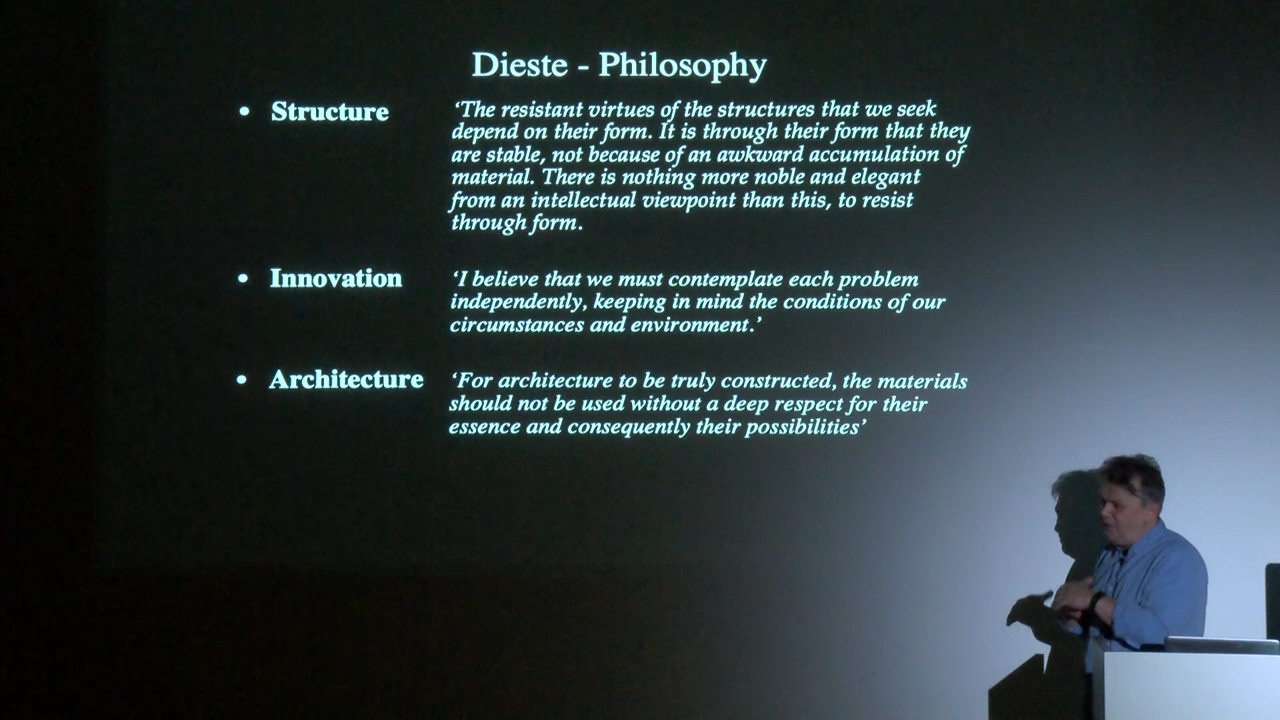 Dieste - Philosophy
• Structure ‘The resistant virtues of the structures that we seek
depend on their form. It is through their form that they
are stable, not because of an awkward accumulation of
material. There is nothing more noble and elegant
from an intellectual viewpoint than this, to resist
through form.
• Innovation ‘I believe that we must contemplate each problem
independently, keeping in mind the conditions of our
circumstances and environment.’
• Architecture ‘For architecture to be truly constructed, the materials
should not be used without a deep respect for their
essence and consequently their possibilities’